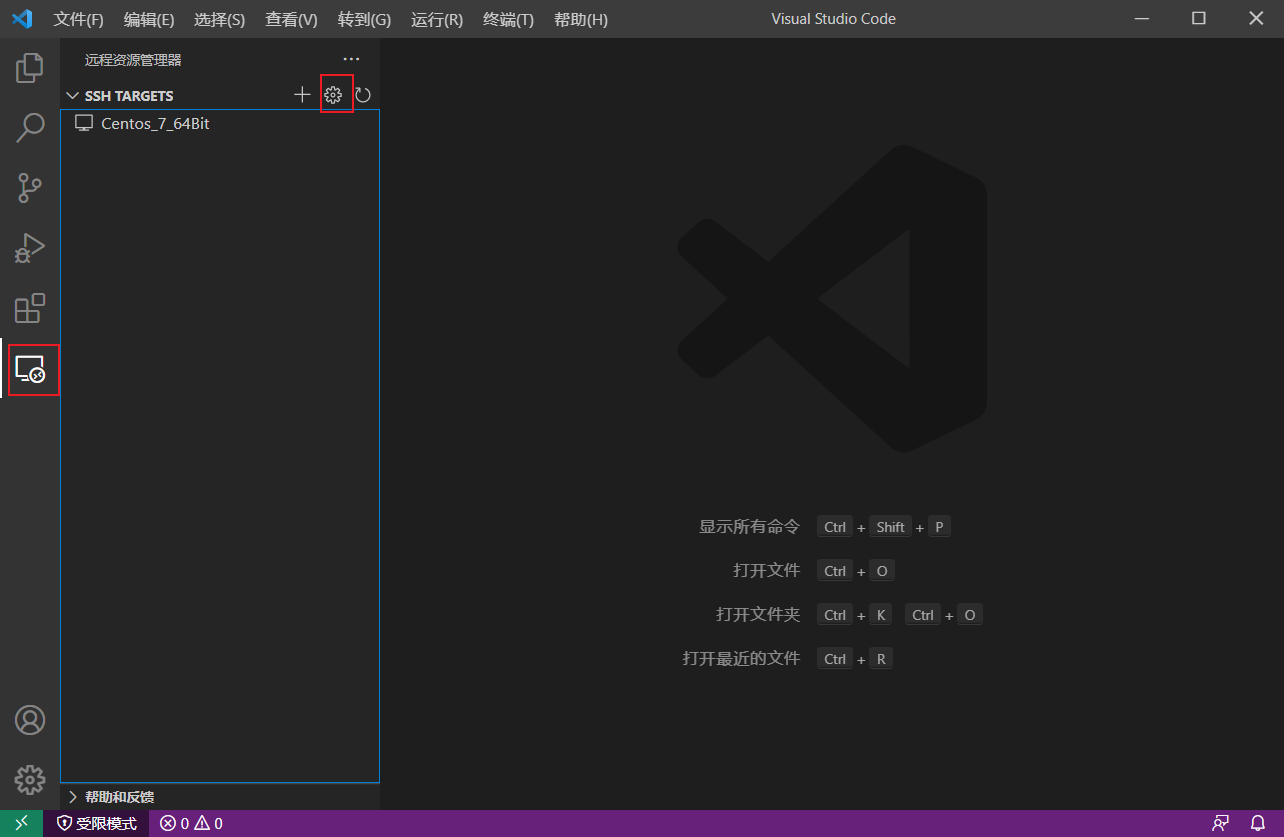 文件(F) 编辑(E) 选择(S) 查看(V) 转到(G) 运行(R) 终端(T) 帮助(H) Visual Studio Code
远程资源管理器
SSH TARGETS
Centos_7_64Bit
显示所有命令 Ctrl + Shift + P
打开文件 Ctrl + O
打开文件夹 Ctrl + K Ctrl + O
打开最近的文件 Ctrl + R
帮助和反馈
受限模式 0 0